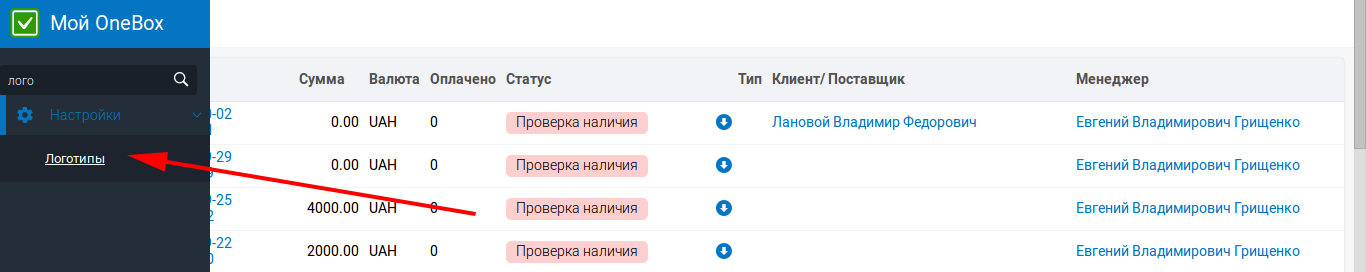 Мой OneBox
лого
Настройки
Логотипы
Сумма Валюта Оплачено Статус Тип Клиент/ Поставщик Менеджер
-02
0.00 UAH 0 Проверка наличия Лановой Владимир Федорович Евгений Владимирович Грищенко
-29
0.00 UAH 0 Проверка наличия Евгений Владимирович Грищенко
-25
2
4000.00 UAH 0 Проверка наличия Евгений Владимирович Грищенко
-22
0
2000.00 UAH 0 Проверка наличия Евгений Владимирович Грищенко